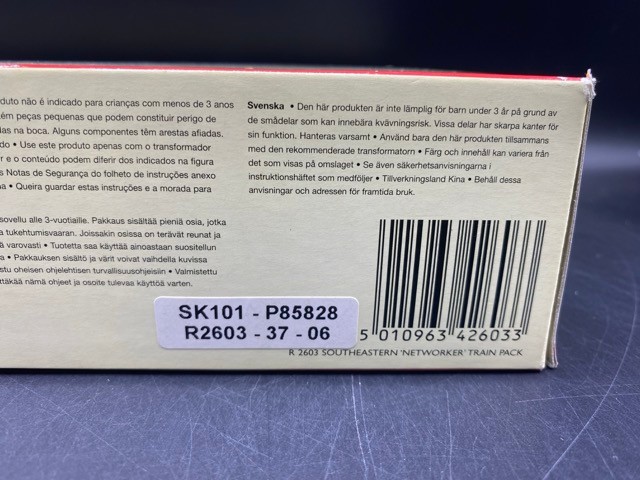 duto não é indicado para crianças com menos de 3 anos
êm peças pequenas que podem constituir perigo de
as na boca. Alguns componentes têm arestas afiadas.
do • Use este produto apenas com o transformador
r e o conteúdo podem diferir dos indicados na figura
s Notas de Segurança do folheto de instruções anexo
a • Queira guardar estas instruções e a morada para
sovellu alle 3-vuotiaille. Pakkaus sisältää pieniä osia, jotka
a tukehtumisvaaran. Joissakin osissa on terävät reunat ja
ä varovasti • Tuotetta saa käyttää ainoastaan suositellun
a • Pakkauksen sisältö ja värit voivat vaihdella kuvissa
stu oheisen ohjelehtisen turvallisuusohjeisiin • Valmistettu
ttäkää nämä ohjeet ja osoite tulevaa käyttöä varten.
Svenska • Den här produkten är inte lämplig för barn under 3 år på grund av
de smådelar som kan innebära kvävningsrisk. Vissa delar har skarpa kanter för
sin funktion. Hanteras varsamt • Använd bara den här produkten tillsammans
med den rekommenderade transformatorn • Färg och innehåll kan variera från
det som visas på omslaget • Se även säkerhetsanvisningarna i
instruktionshäftet som medföljer • Tillverkningsland Kina • Behåll dessa
anvisningar och adressen för framtida bruk.
SK101 - P85828
R2603 - 37 - 06
5 010963 426033
R 2603 SOUTHEASTERN 'NETWORKER' TRAIN PACK